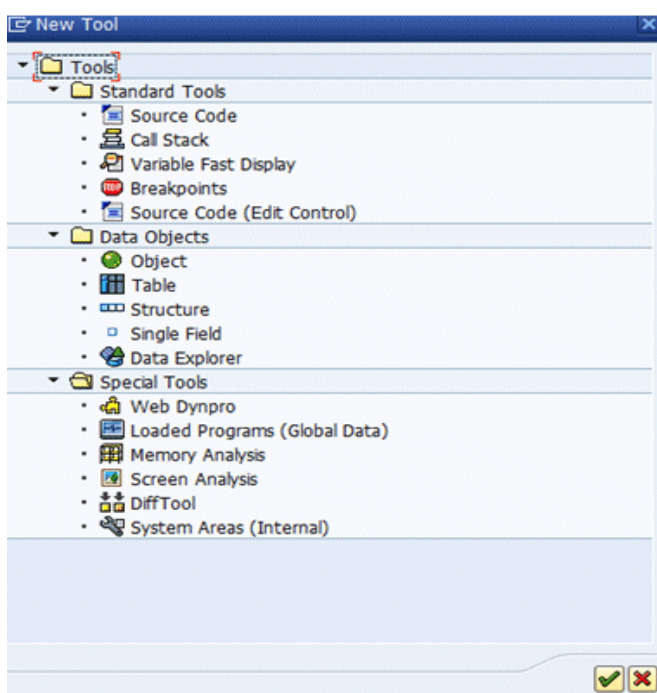 New Tool
Tools
Standard Tools
Source Code
Call Stack
Variable Fast Display
STOP
Breakpoints
Source Code (Edit Control)
Data Objects
Object
Table
Structure
Single Field
Data Explorer
Special Tools
Web Dynpro
Loaded Programs (Global Data)
Memory Analysis
Screen Analysis
DiffTool
System Areas (Internal)